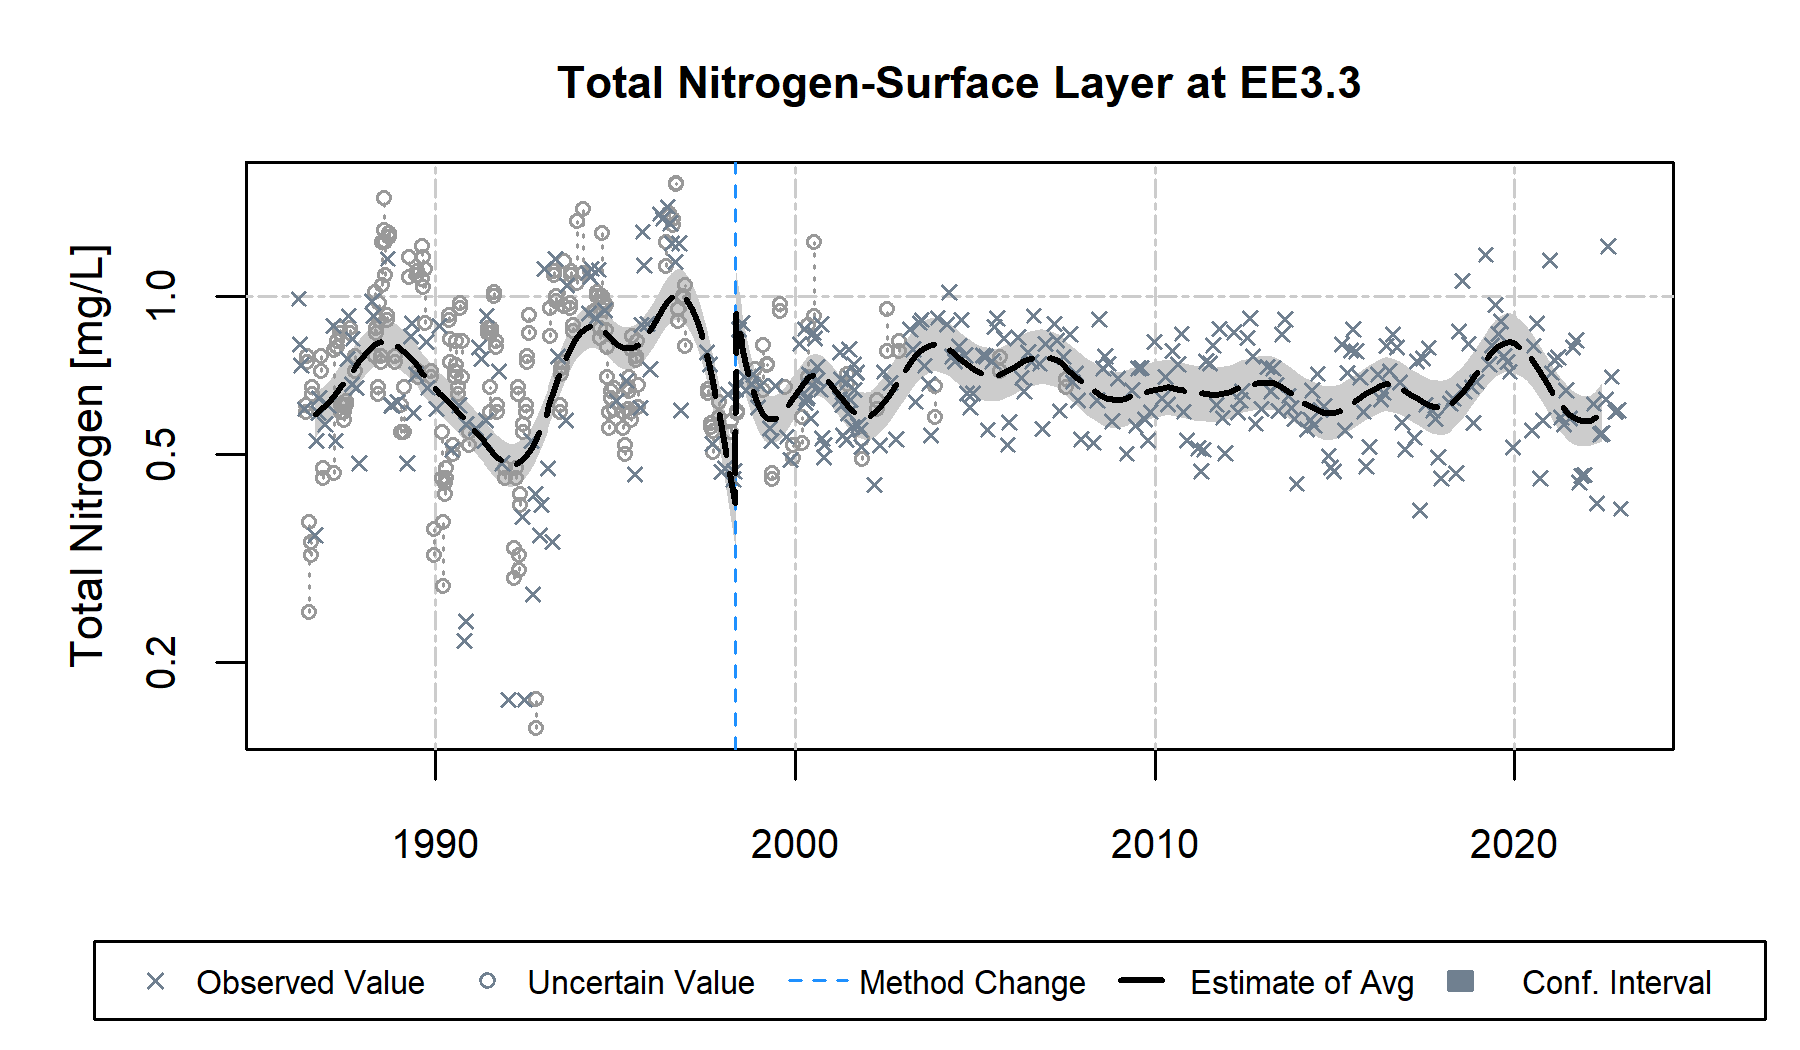 Total Nitrogen-Surface Layer at EE3.3
Total Nitrogen [mg/L]
1.0
0.5
0.2
1990 2000 2010 2020
Observed Value Uncertain Value Method Change Estimate of Avg Conf. Interval